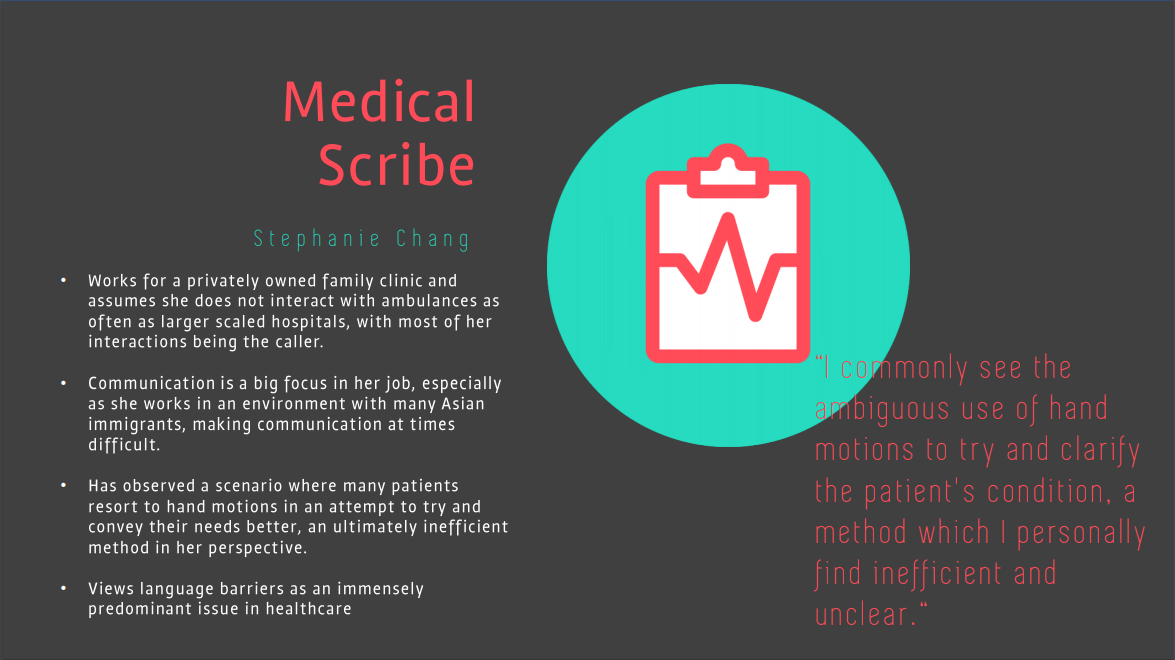 Medical
Scribe
Stephanie Chang
• Works for a privately owned family clinic and
assumes she does not interact with ambulances as
often as larger scaled hospitals, with most of her
interactions being the caller.
• Communication is a big focus in her job, especially
as she works in an environment with many Asian
immigrants, making communication at times
difficult.
• Has observed a scenario where many patients
resort to hand motions in an attempt to try and
convey their needs better, an ultimately inefficient
method in her perspective.
• Views language barriers as an immensely
predominant issue in healthcare
“I commonly see the
ambiguous use of hand
motions to try and clarify
the patient's condition, a
method which I personally
find inefficient and
unclear.“